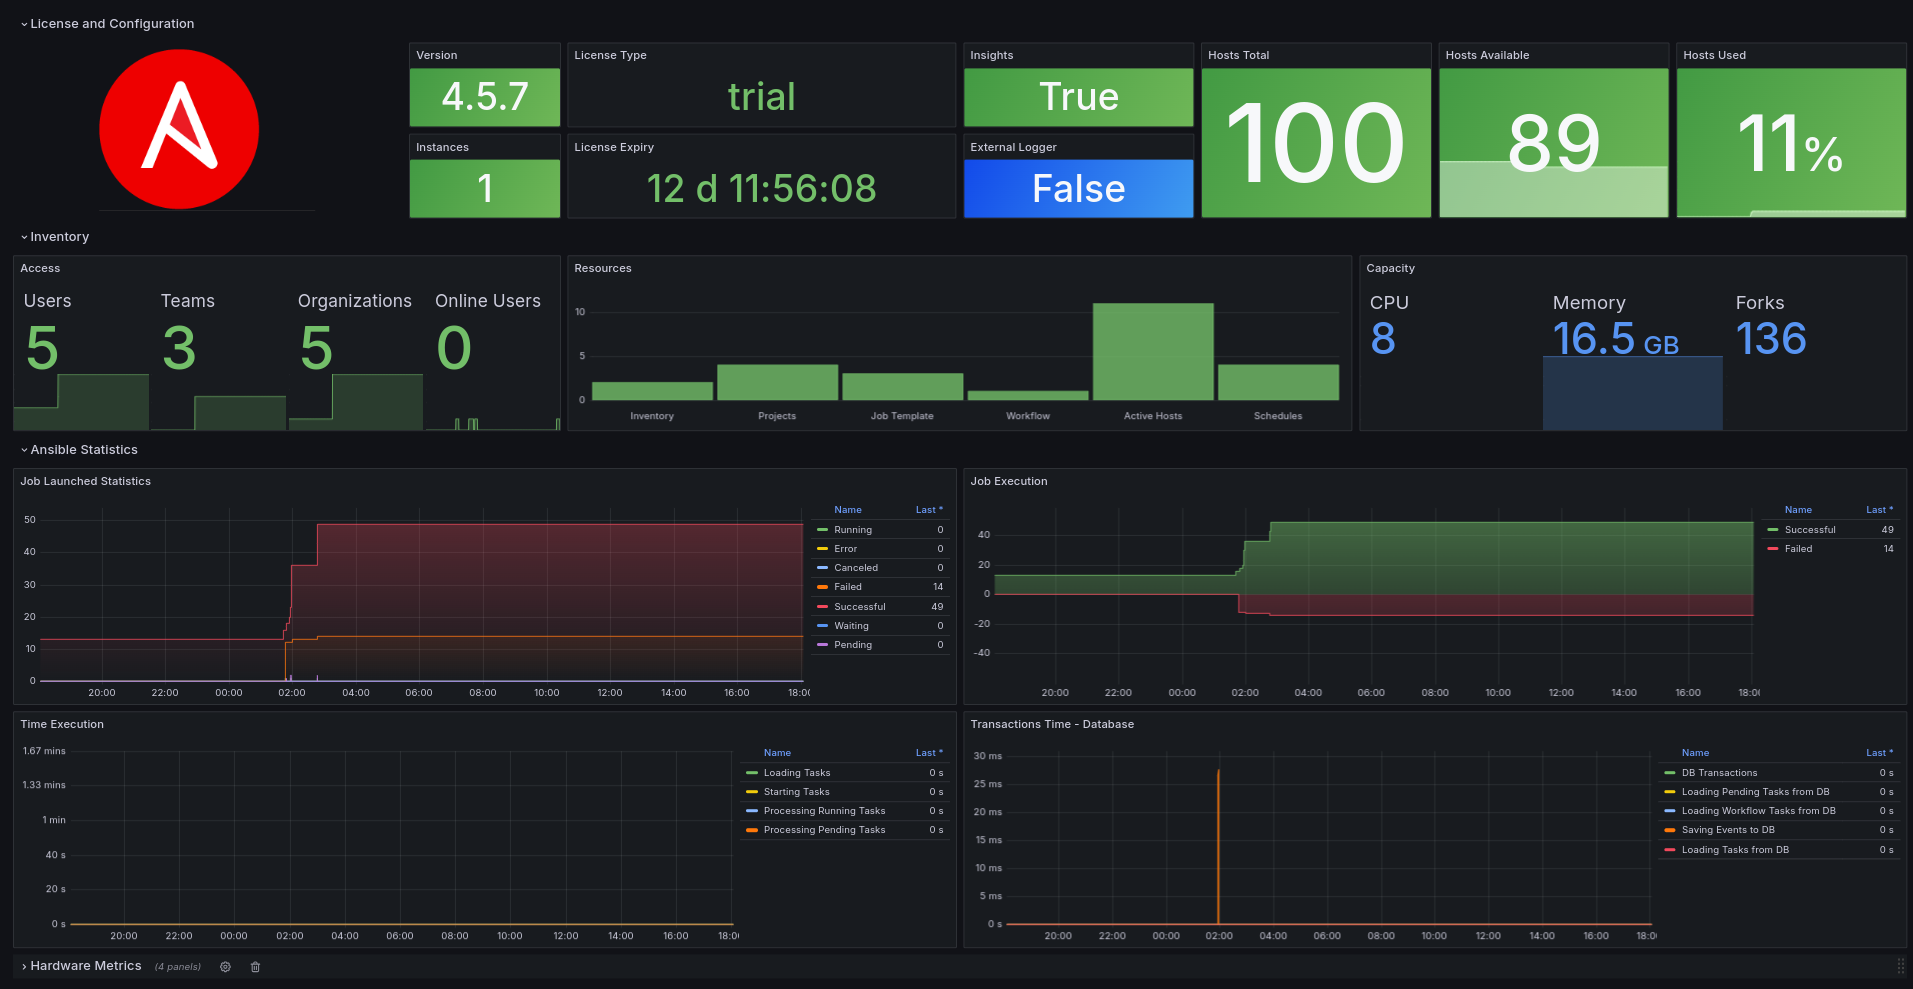 License and Configuration
Version
4.5.7
License Type
trial
Insights
True
Hosts Total
100
Hosts Available
89
Hosts Used
11%
Instances
1
License Expiry
12 d 11:56:08
External Logger
False
Inventory
Access
Users
5
Teams
3
Organizations
5
Online Users
0
Resources
10
5
0
Inventory Projects Job Template Workflow Active Hosts Schedules
Capacity
CPU
8
Memory
16.5 GB
Forks
136
Ansible Statistics
Job Launched Statistics
50
40
30
20
10
0
20:00 22:00 00:00 02:00 04:00 06:00 08:00 10:00 12:00 14:00 16:00 18:0
Name Last *
Running 0
Error 0
Canceled 0
Failed 14
Successful 49
Waiting 0
Pending 0
Job Execution
40
20
0
-20
-40
20:00 22:00 00:00 02:00 04:00 06:00 08:00 10:00 12:00 14:00 16:00 18:0
Name Last *
Successful 49
Failed 14
Time Execution
1.67 mins
1.33 mins
1 min
40 s
20 s
0 s
20:00 22:00 00:00 02:00 04:00 06:00 08:00 10:00 12:00 14:00 16:00 18:0
Name Last *
Loading Tasks 0 s
Starting Tasks 0 s
Processing Running Tasks 0 s
Processing Pending Tasks 0 s
Transactions Time - Database
30 ms
25 ms
20 ms
15 ms
10 ms
5 ms
0 s
20:00 22:00 00:00 02:00 04:00 06:00 08:00 10:00 12:00 14:00 16:00 18:0
Name Last *
DB Transactions 0 s
Loading Pending Tasks from DB 0 s
Loading Workflow Tasks from DB 0 s
Saving Events to DB 0 s
Loading Tasks from DB 0 s
Hardware Metrics (4 panels)